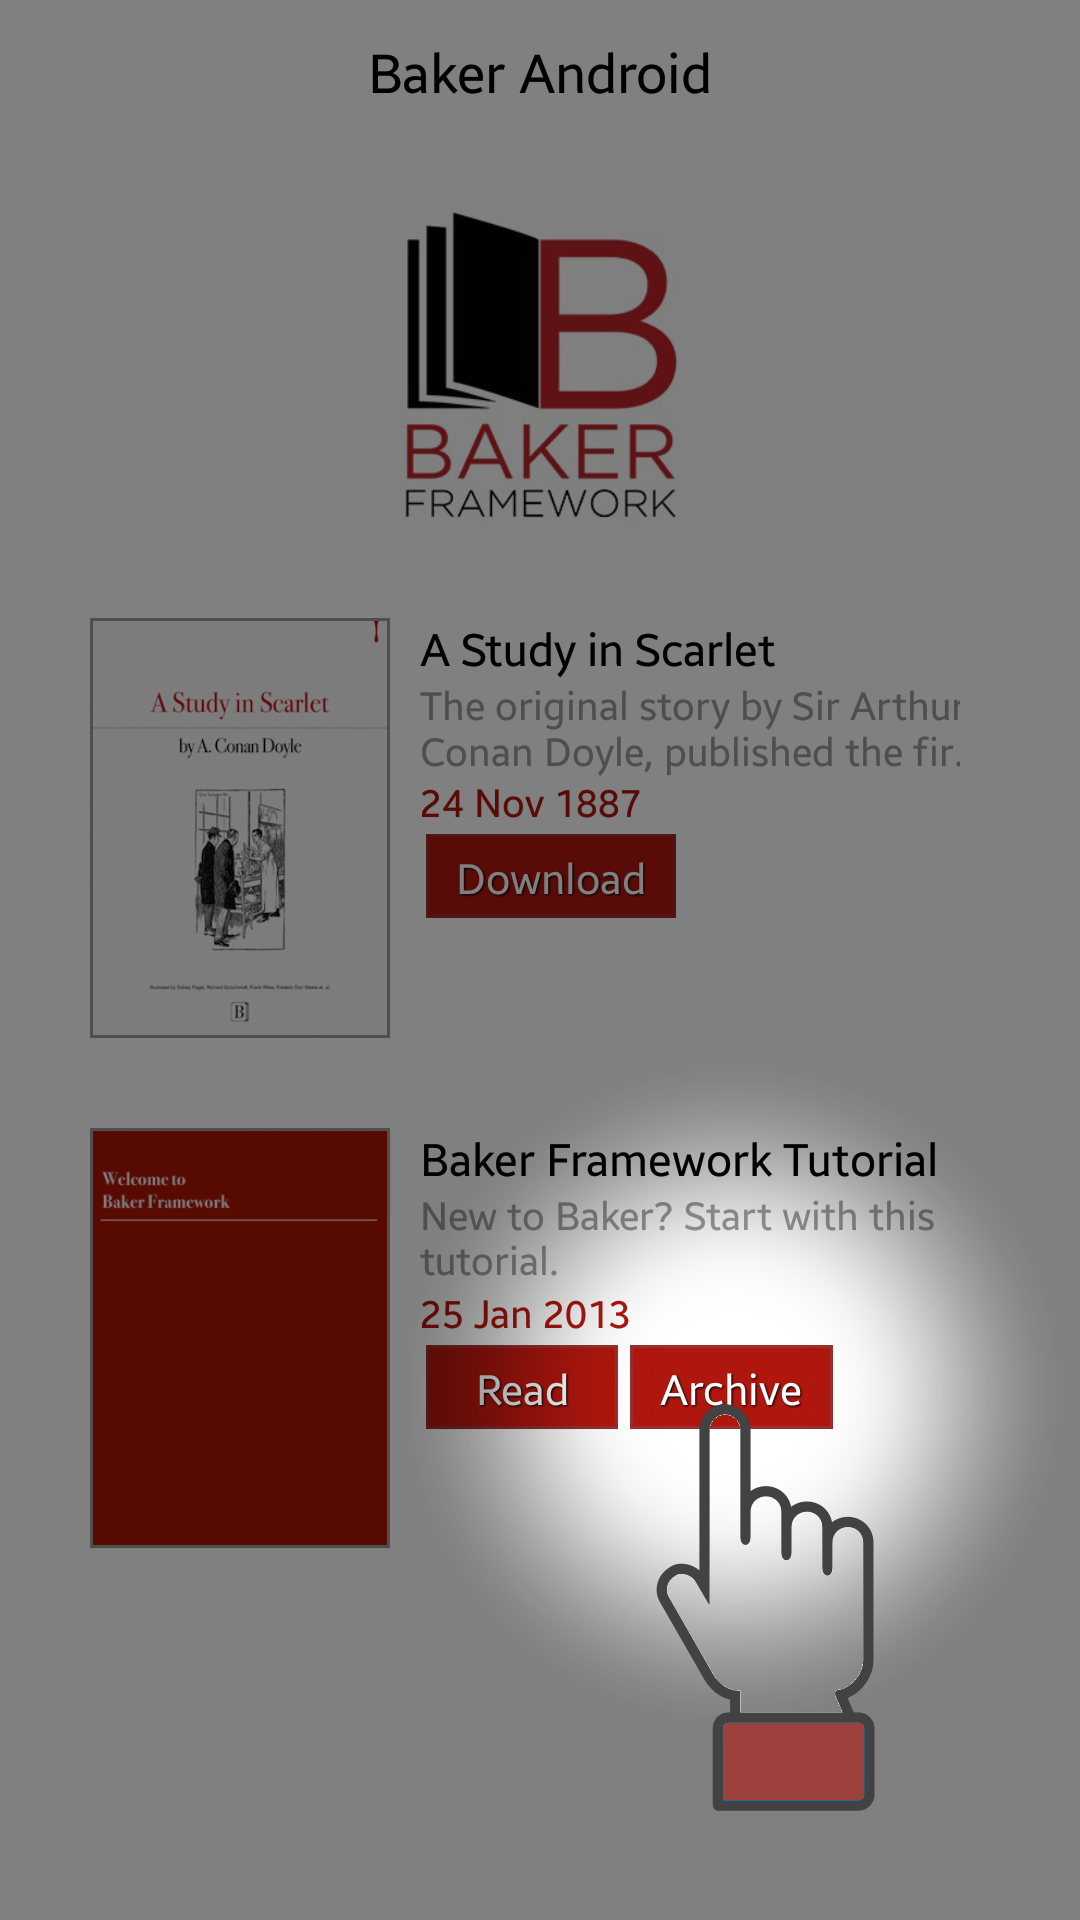 Baker Android
B
BAKER
FRAMEWORK
A Study in Scarlet
by A. Conan Doyle
B
A Study in Scarlet
The original story by Sir Arthur
Conan Doyle, published the fir.
24 Nov 1887
Download
Welcome to
Baker Framework
Baker Framework Tutorial
New to Baker? Start with this
tutorial.
25 Jan 2013
Read
Archive